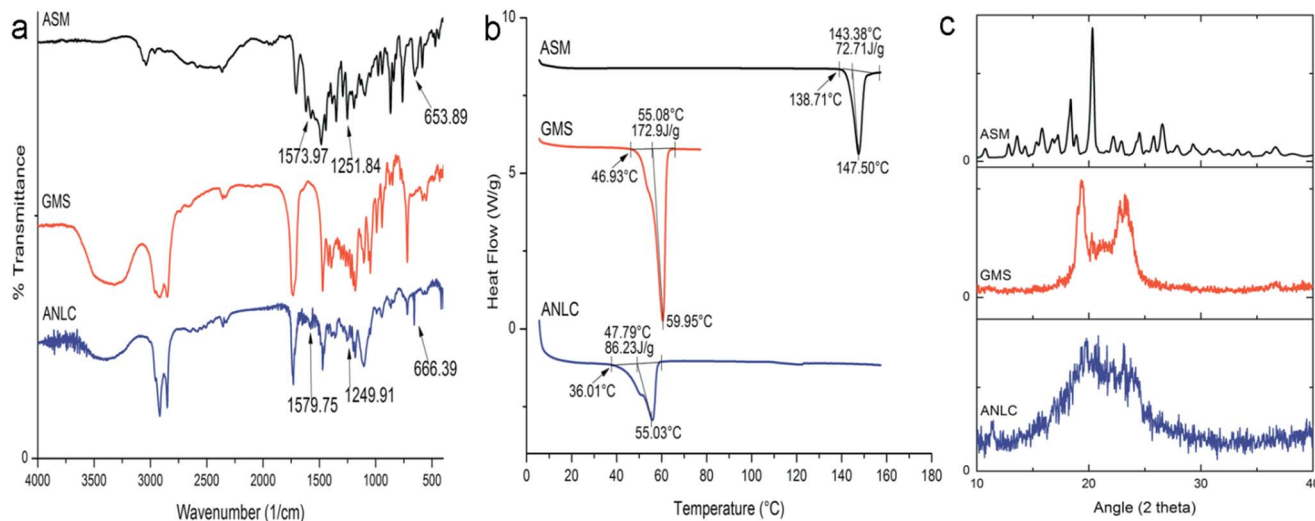 a
ASM
GMS
ANLC
653.89
1573.97
1251.84
666.39
1579.75
1249.91
% Transmittance
0
4000 3500 3000 2500 2000 1500 1000 500
Wavenumber (1/cm)
b
10
5
0
ASM
143.38°C
72.71J/g
138.71°C
147.50°C
GMS
55.08°C
172.9J/g
46.93°C
59.95°C
ANLC
47.79°C
86.23J/g
36.01°C
55.03°C
Heat Flow (W/g)
0 20 40 60 80 100 120 140 160 180
Temperature (°C)
c
ASM
0
GMS
0
ANLC
0
10 20 30 40
Angle (2 theta)